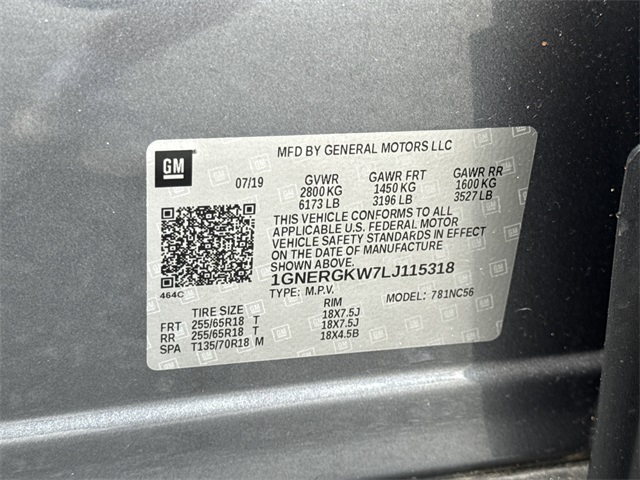 GM
MFD BY GENERAL MOTORS LLC
07/19 GVWR GAWR FRT GAWR RR
2800 KG 1450 KG 1600 KG
6173 LB 3196 LB 3527 LB
THIS VEHICLE CONFORMS TO ALL
APPLICABLE U.S. FEDERAL MOTOR
VEHICLE SAFETY STANDARDS IN EFFECT
ON THE DATE OF MANUFACTURE
SHOWN ABOVE.
1GNERGKW7LJ115318
464C
TYPE: M.P.V. MODEL: 781NC56
TIRE SIZE RIM
FRT 255/65R18 T 18X7.5J
RR 255/65R18 T 18X7.5J
SPA T135/70R18 M 18X4.5B